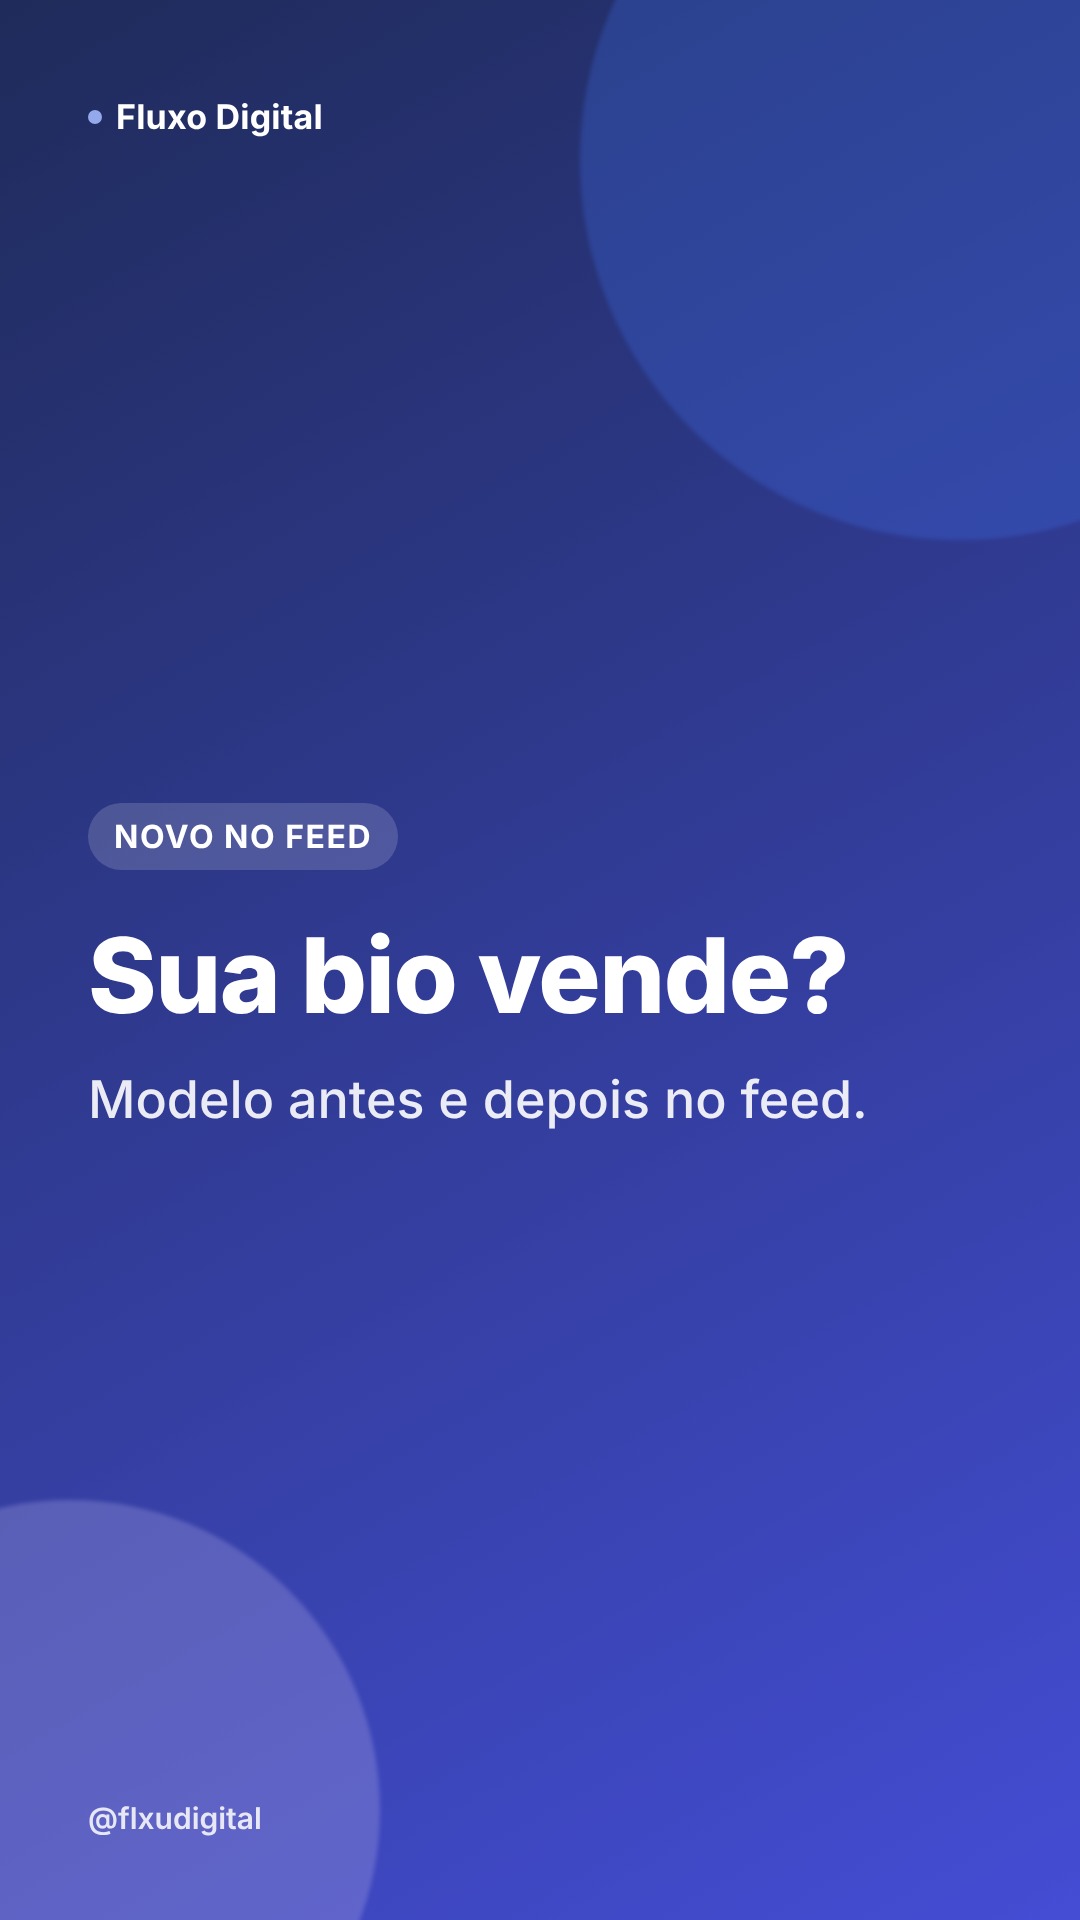 Fluxo Digital
NOVO NO FEED
Sua bio vende?
Modelo antes e depois no feed.
@flxudigital